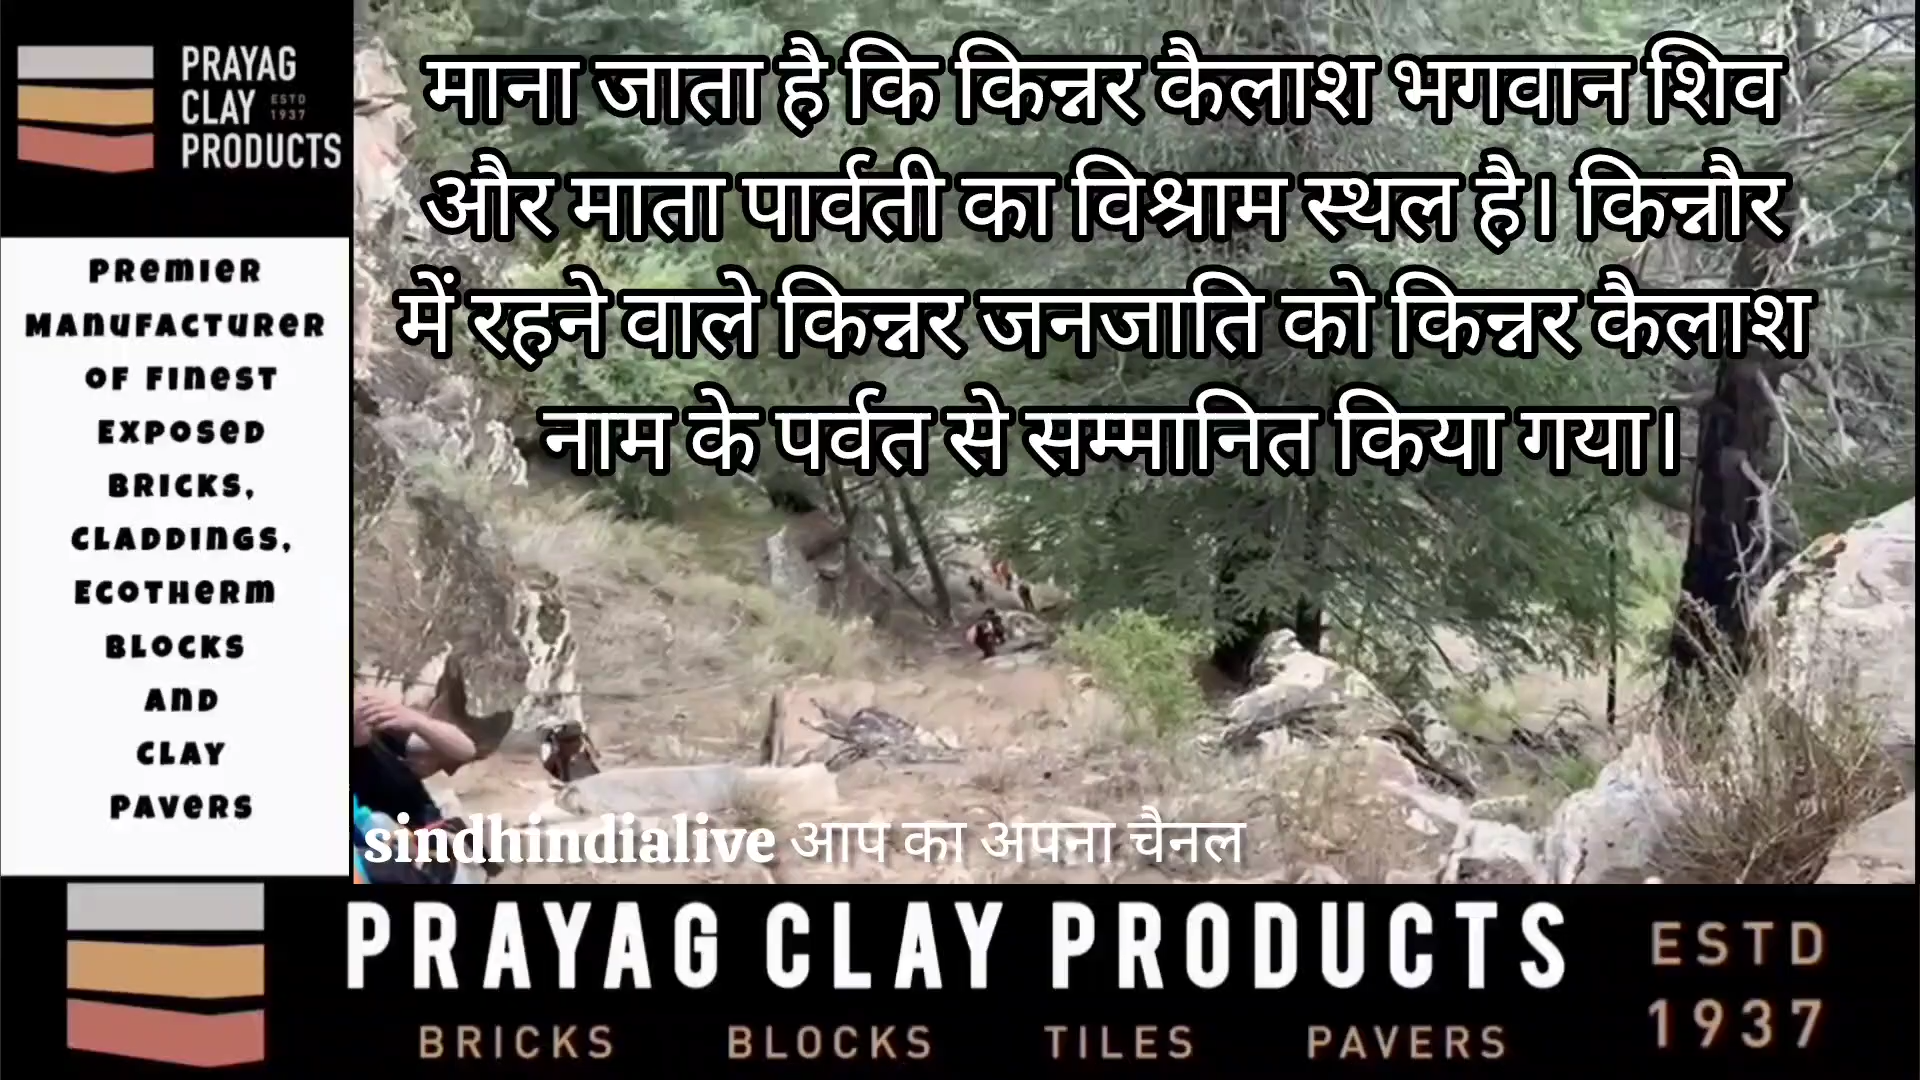 PRAYAG
CLAY ESTD 1937
PRODUCTS
माना जाता है कि किन्नर कैलाश भगवान शिव
और माता पार्वती का विश्राम स्थल है। किन्नौर
में रहने वाले किन्नर जनजाति को किन्नर कैलाश
नाम के पर्वत से सम्मानित किया गया।
PREMIER
MANUFACTURER
OF FINEST
EXPOSED
BRICKS,
CLADDINGS,
ECOTHERM
BLOCKS
AND
CLAY
PAVERS
sindhindialive आप का अपना चैनल
PRAYAG CLAY PRODUCTS
BRICKS BLOCKS TILES PAVERS
ESTD
1937